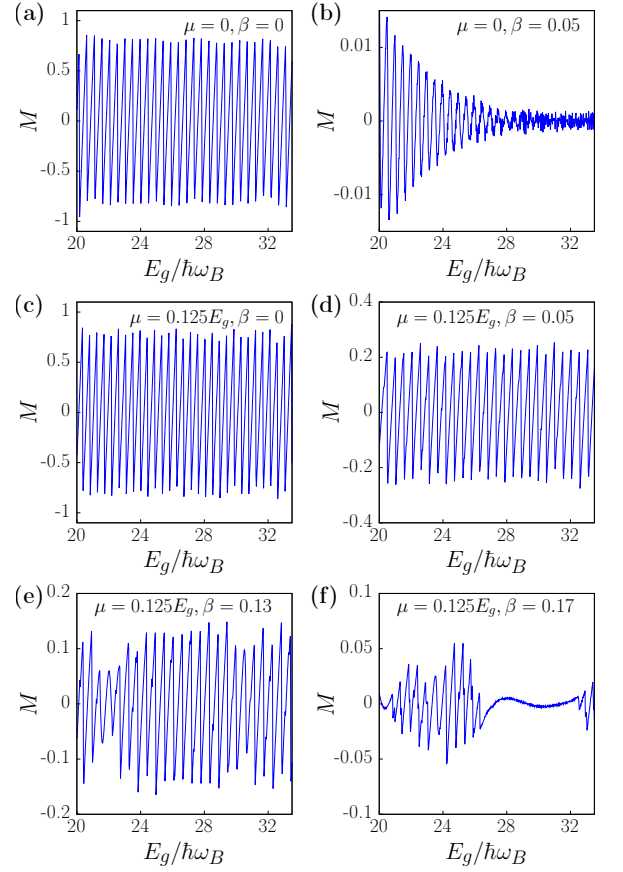 (a)
μ = 0, β = 0
M
1
0.5
0
-0.5
-1
20 24 28 32
E_g/ħω_B
(b)
μ = 0, β = 0.05
M
0.01
0
-0.01
20 24 28 32
E_g/ħω_B
(c)
μ = 0.125E_g, β = 0
M
1
0.5
0
-0.5
-1
20 24 28 32
E_g/ħω_B
(d)
μ = 0.125E_g, β = 0.05
M
0.4
0.2
0
-0.2
-0.4
20 24 28 32
E_g/ħω_B
(e)
μ = 0.125E_g, β = 0.13
M
0.2
0.1
0
-0.1
-0.2
20 24 28 32
E_g/ħω_B
(f)
μ = 0.125E_g, β = 0.17
M
0.1
0.05
0
-0.05
-0.1
20 24 28 32
E_g/ħω_B